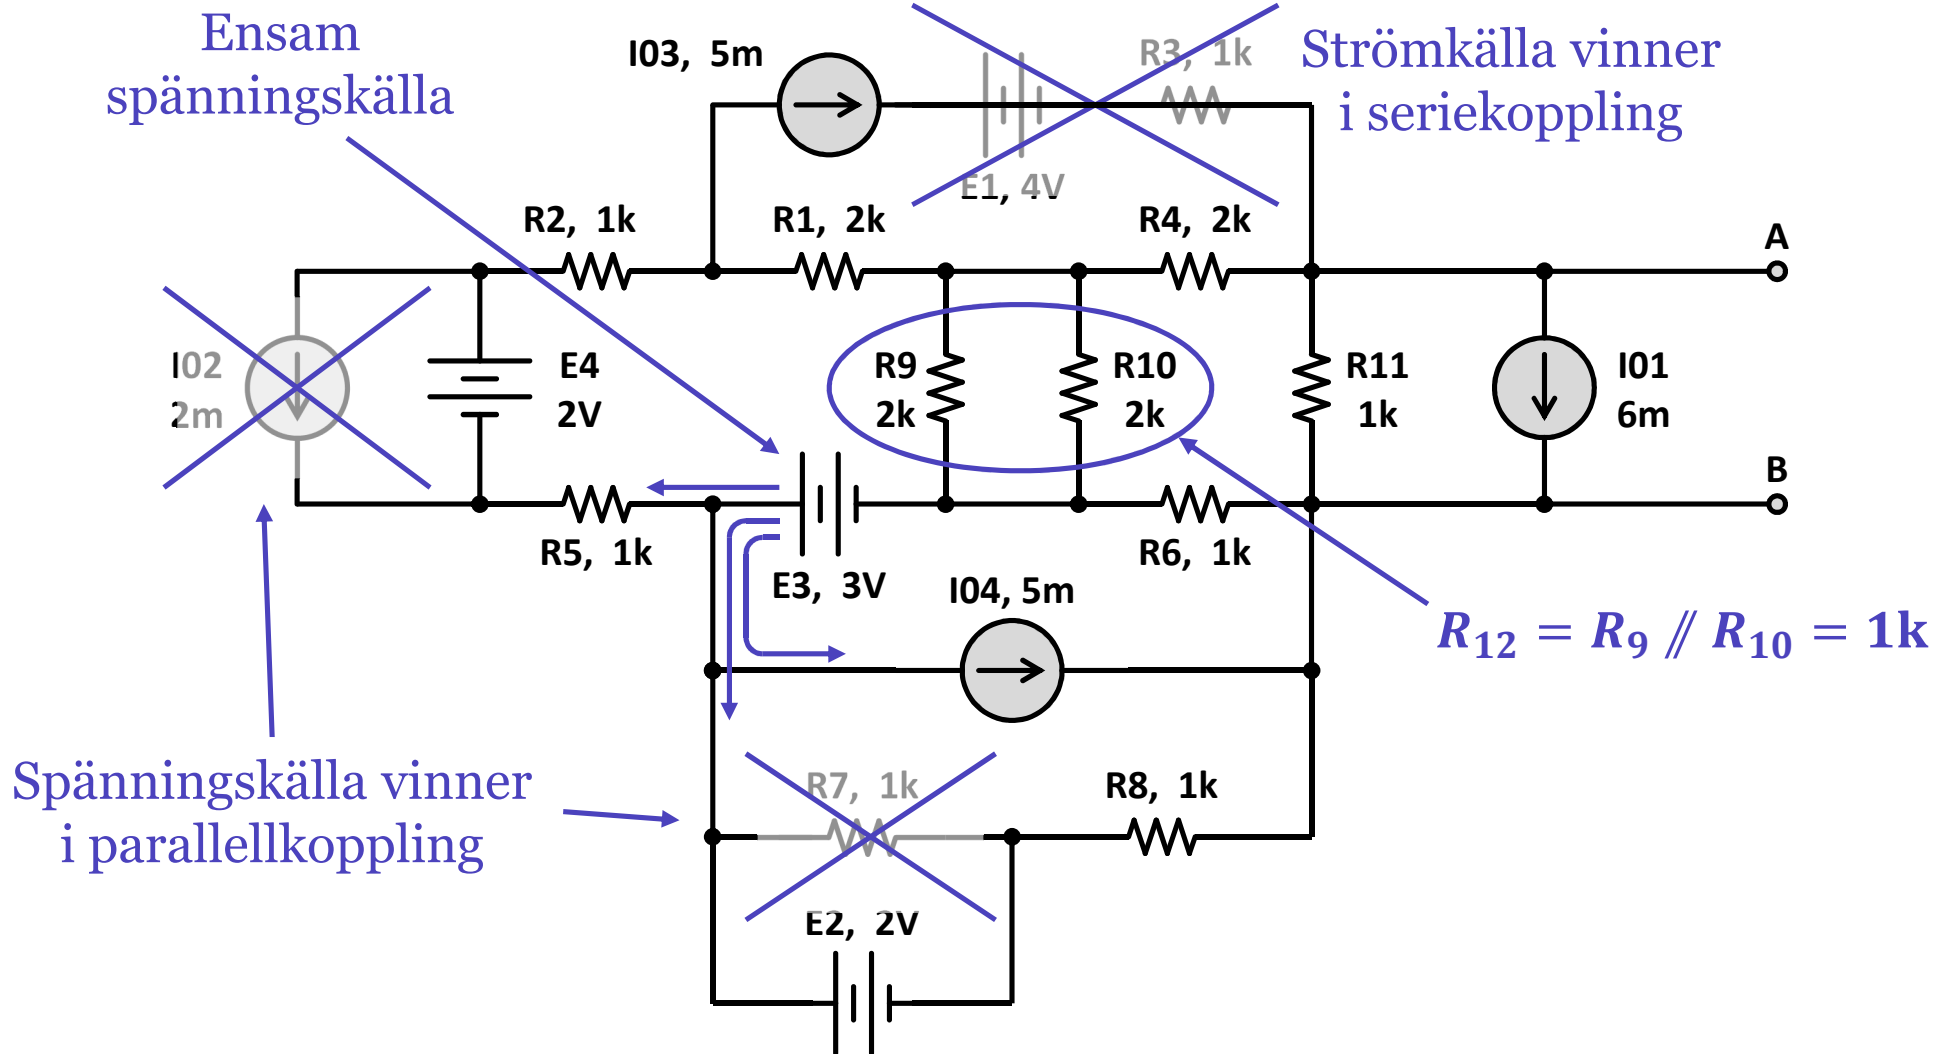 Ensam
spänningskälla
I03, 5m
R3, 1k
Strömkälla vinner
i seriekoppling
E1, 4V
R2, 1k
R1, 2k
R4, 2k
A
I02
2m
E4
2V
R9
2k
R10
2k
R11
1k
I01
6m
B
R5, 1k
E3, 3V
R6, 1k
I04, 5m
R₁₂ = R₉ // R₁₀ = 1k
Spänningskälla vinner
i parallellkoppling
R7, 1k
R8, 1k
E2, 2V